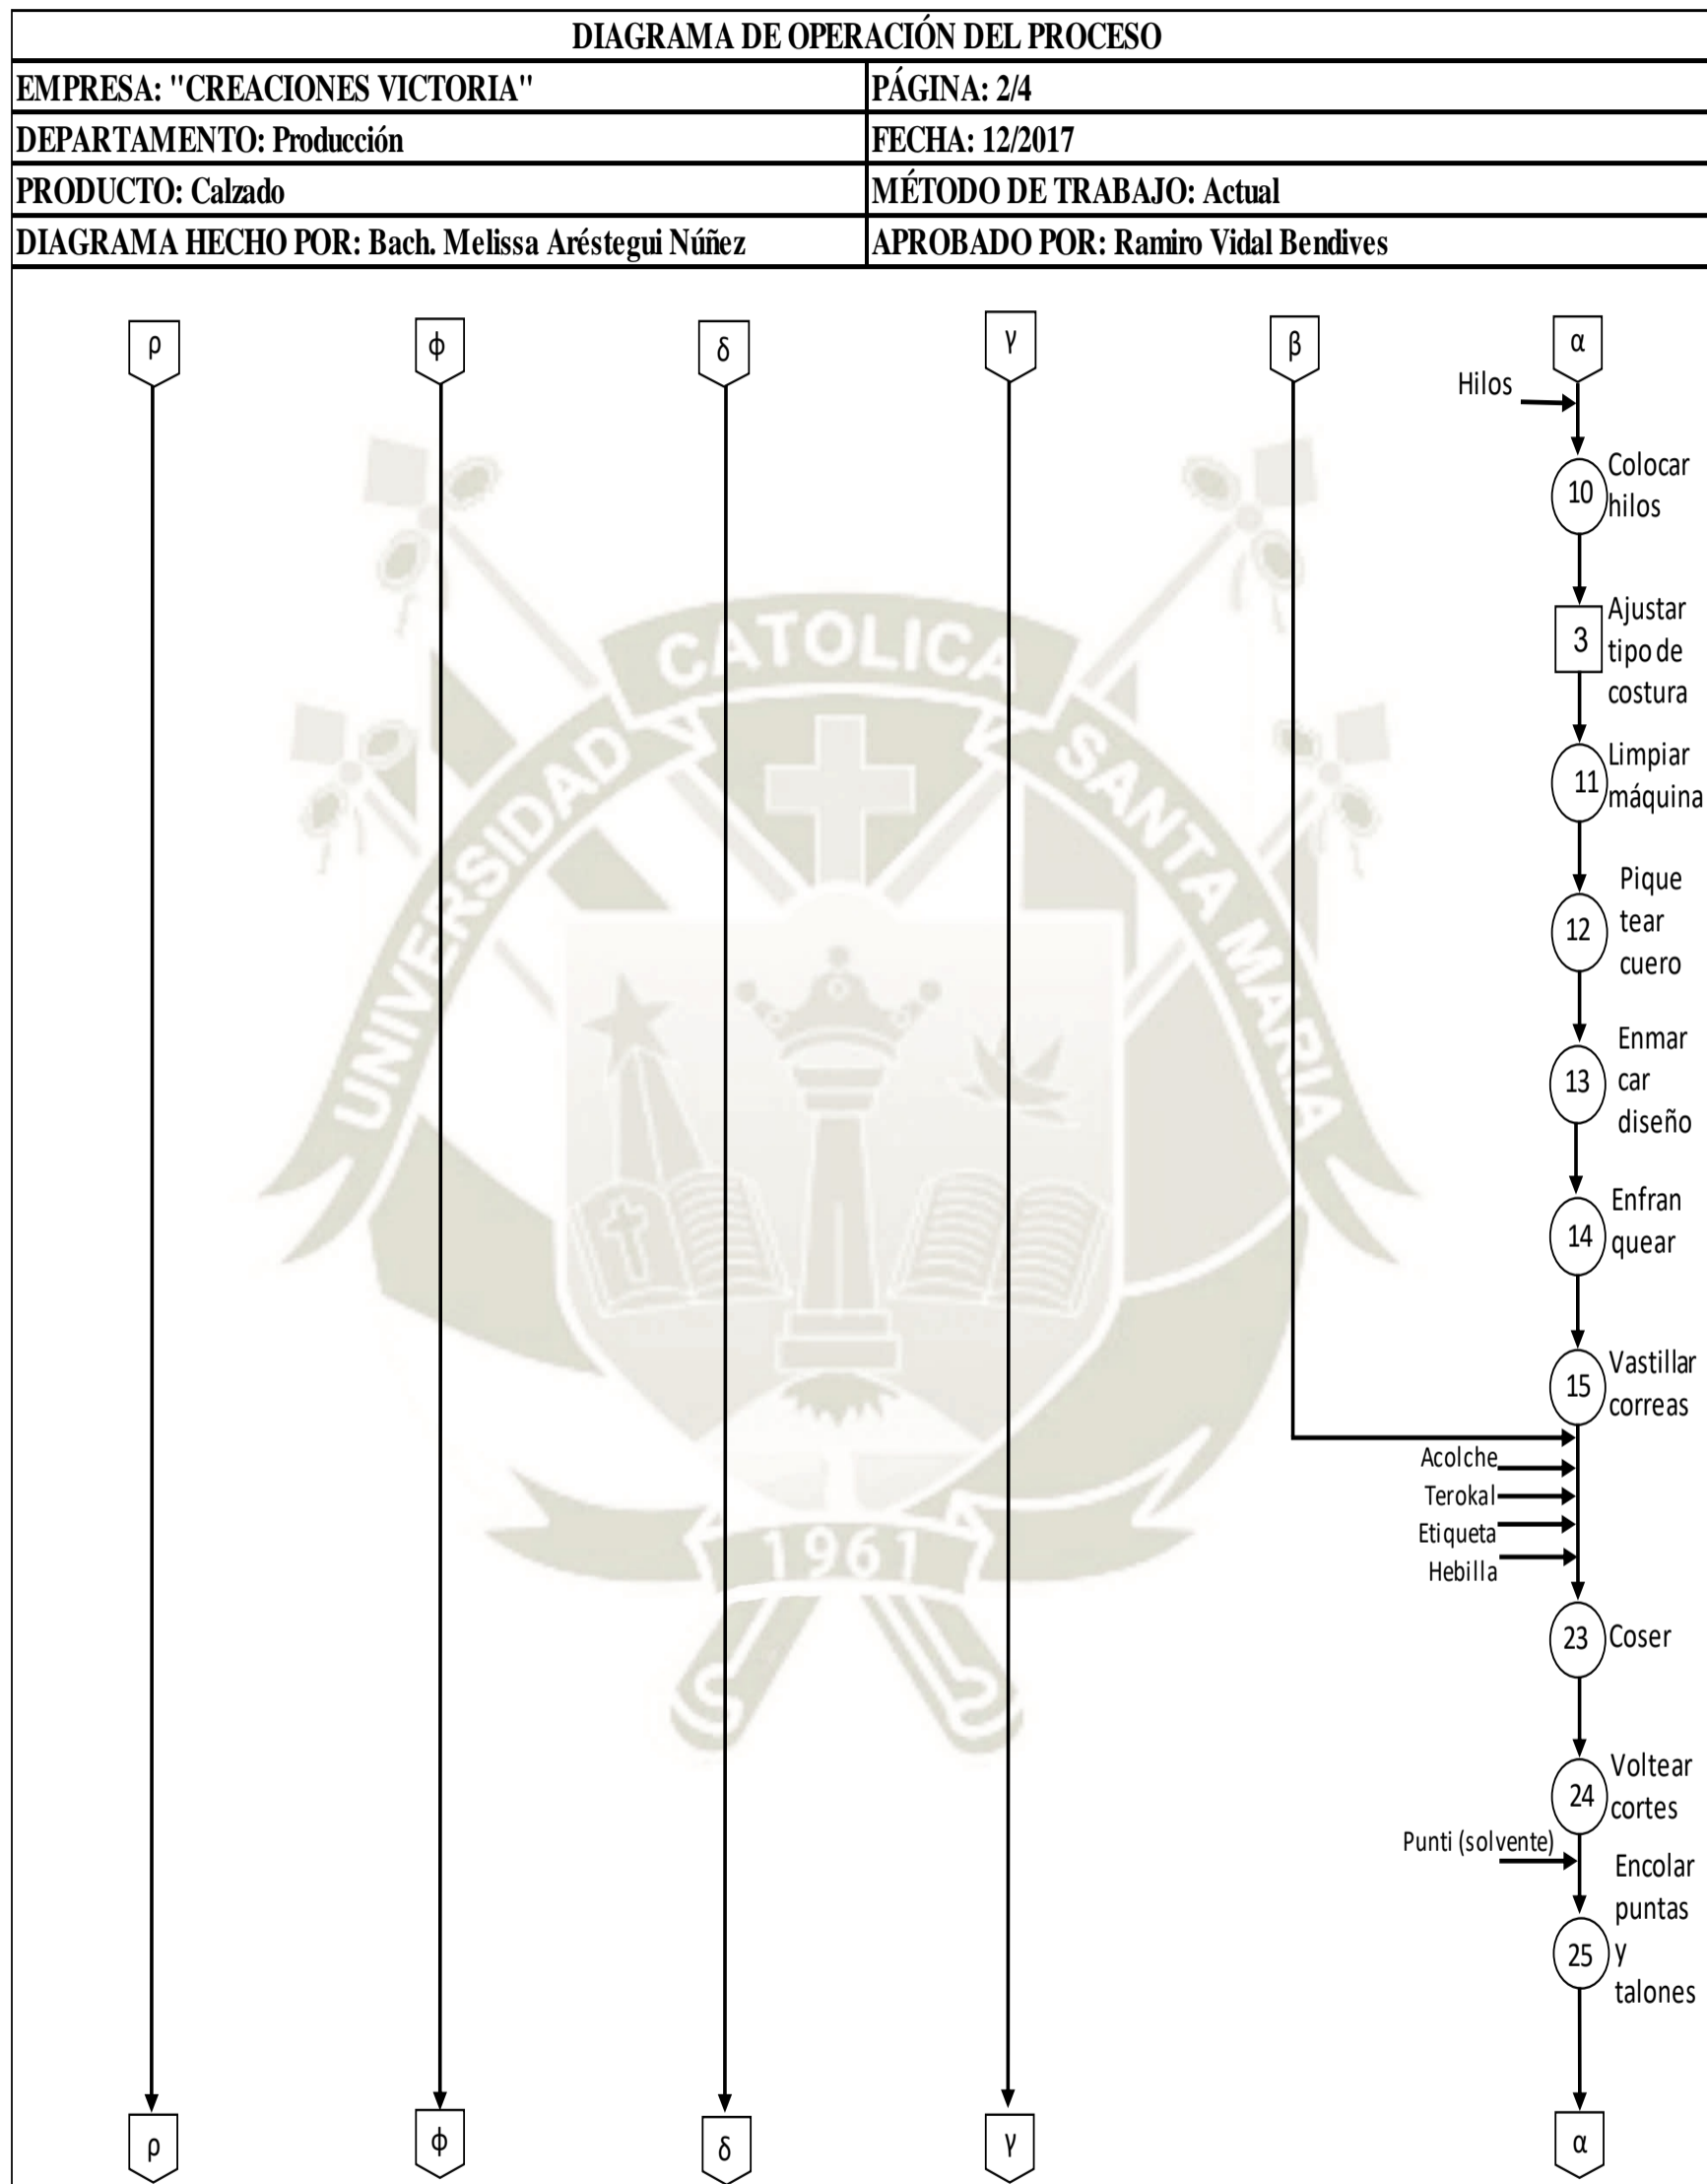 DIAGRAMA DE OPERACIÓN DEL PROCESO
EMPRESA: "CREACIONES VICTORIA"
PÁGINA: 2/4
DEPARTAMENTO: Producción
FECHA: 12/2017
PRODUCTO: Calzado
MÉTODO DE TRABAJO: Actual
DIAGRAMA HECHO POR: Bach. Melissa Aréstegui Núñez
APROBADO POR: Ramiro Vidal Bendives
ρ
ϕ
δ
γ
β
α
Hilos
10
Colocar
hilos
3
Ajustar
tipo de
costura
11
Limpiar
máquina
12
Pique
tear
cuero
13
Enmar
car
diseño
14
Enfran
quear
15
Vastillar
correas
Acolche
Terokal
Etiqueta
Hebilla
23
Coser
24
Voltear
cortes
Punti (solvente)
25
Encolar
puntas
y
talones
ρ
ϕ
δ
γ
α
UNIVERSIDAD
CATOLICA
SANTA MARIA
1961